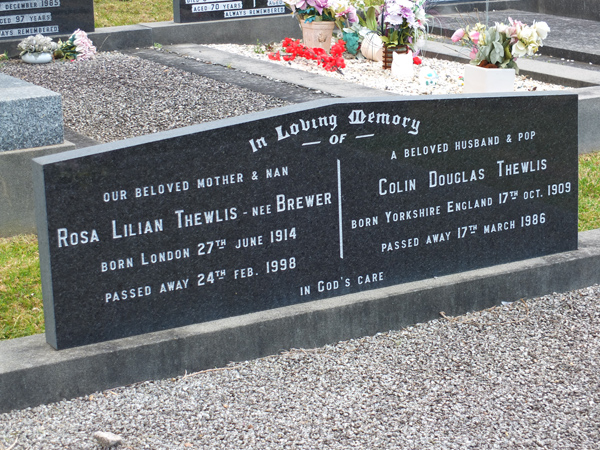 DECEMBER 1985
AGED 97 YEARS
AGED 70 YEARS
ALWAYS REMEMBERED
In Loving Memory
OF
OUR BELOVED MOTHER & NAN
ROSA LILIAN THEWLIS - NEE BREWER
BORN LONDON 27TH JUNE 1914
PASSED AWAY 24TH FEB. 1998
A BELOVED HUSBAND & POP
COLIN DOUGLAS THEWLIS
BORN YORKSHIRE ENGLAND 17TH OCT. 1909
PASSED AWAY 17TH MARCH 1986
IN GOD'S CARE